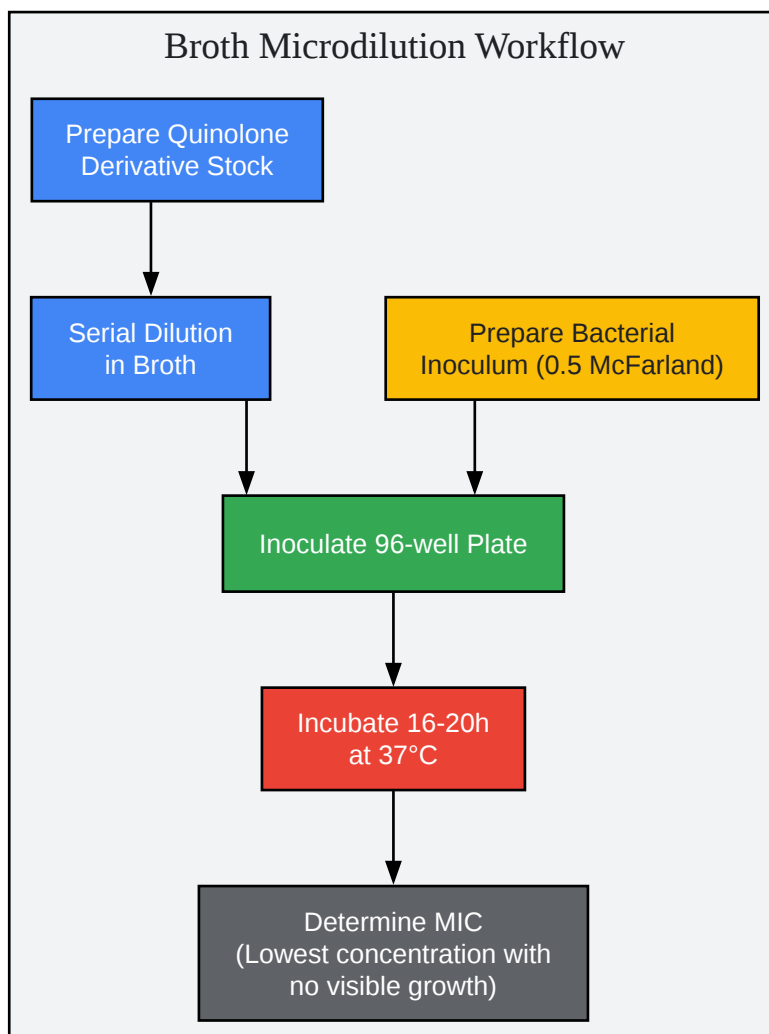 Broth Microdilution Workflow
Prepare Quinolone
Derivative Stock
Serial Dilution
in Broth
Prepare Bacterial
Inoculum (0.5 McFarland)
Inoculate 96-well Plate
Incubate 16-20h
at 37°C
Determine MIC
(Lowest concentration with
no visible growth)